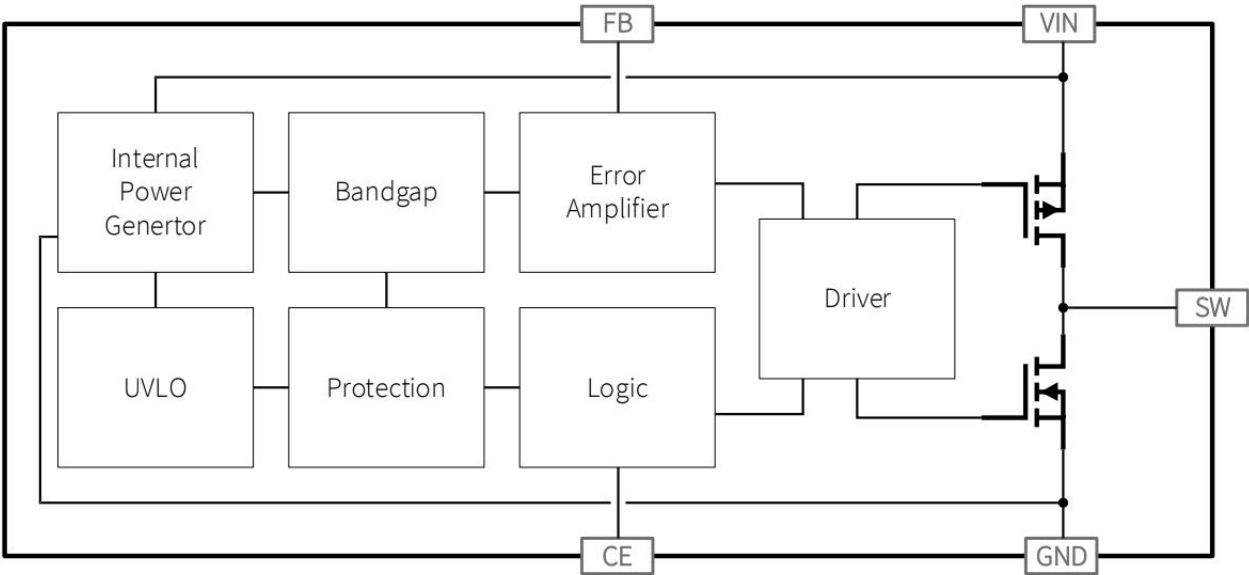 FB
VIN
Internal
Power
Genertor
Bandgap
Error
Amplifier
Driver
SW
UVLO
Protection
Logic
CE
GND